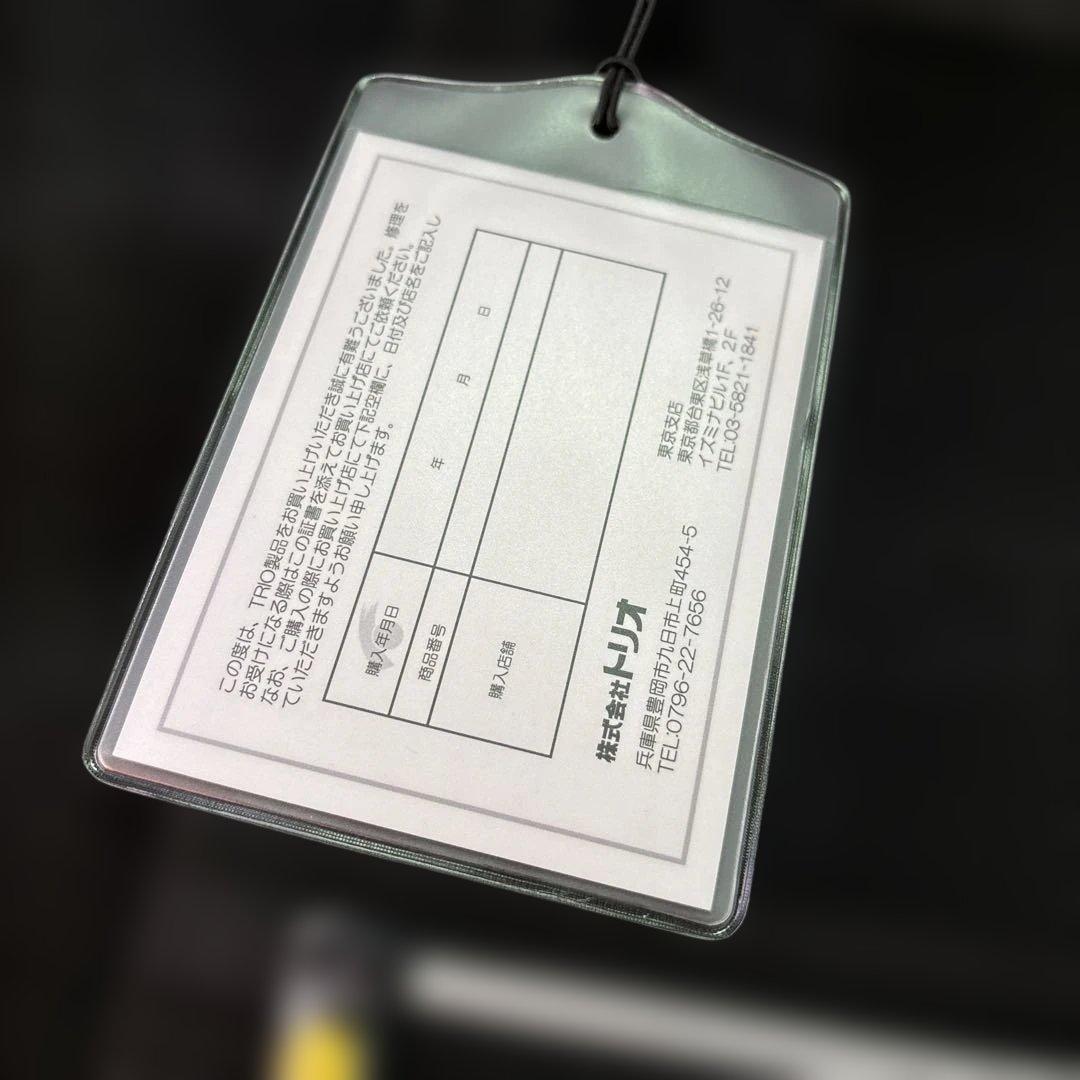 この度は、TRIO製品をお買い上げいただき誠に有難うございました。修理を
お受けになる際はこの証書を添えてお買い上げ店にてご依頼ください。
なお、ご購入の際にお買い上げ店にて下記空欄に、日付及び店名をご記入し
ていただきますようお願い申し上げます。
購入年月日 年 月 日
商品番号
購入店舗
株式会社トリオ
兵庫県豊岡市九日市上町454-5
TEL:0796-22-7656
東京支店
東京都台東区浅草橋1-26-12
イズミナビル1F、2F
TEL:03-5821-1841